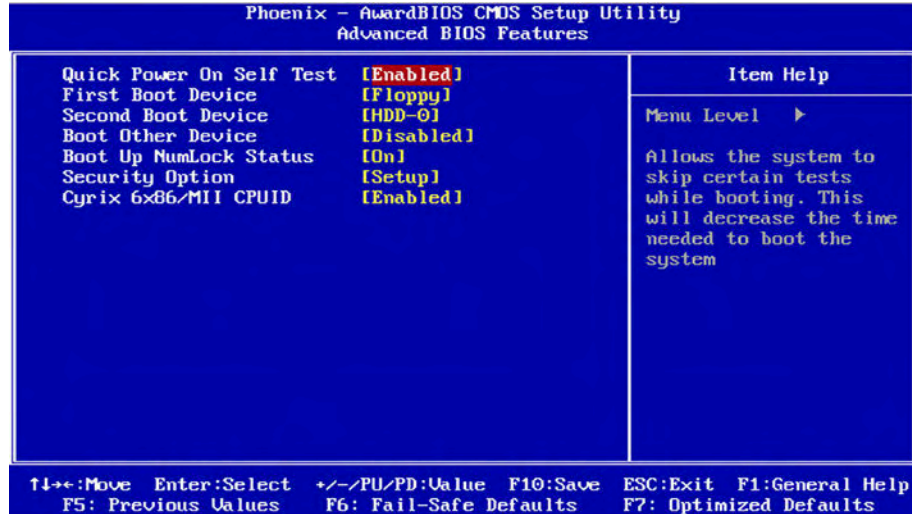 Phoenix - AwardBIOS CMOS Setup Utility
Advanced BIOS Features
Quick Power On Self Test [Enabled]
First Boot Device [Floppy]
Second Boot Device [HDD-0]
Boot Other Device [Disabled]
Boot Up NumLock Status [On]
Security Option [Setup]
Cyrix 6x86/MII CPUID [Enabled]
Item Help
Menu Level ▶
Allows the system to
skip certain tests
while booting. This
will decrease the time
needed to boot the
system
↑↓→←:Move Enter:Select +/-/PU/PD:Value F10:Save ESC:Exit F1:General Help
F5: Previous Values F6: Fail-Safe Defaults F7: Optimized Defaults